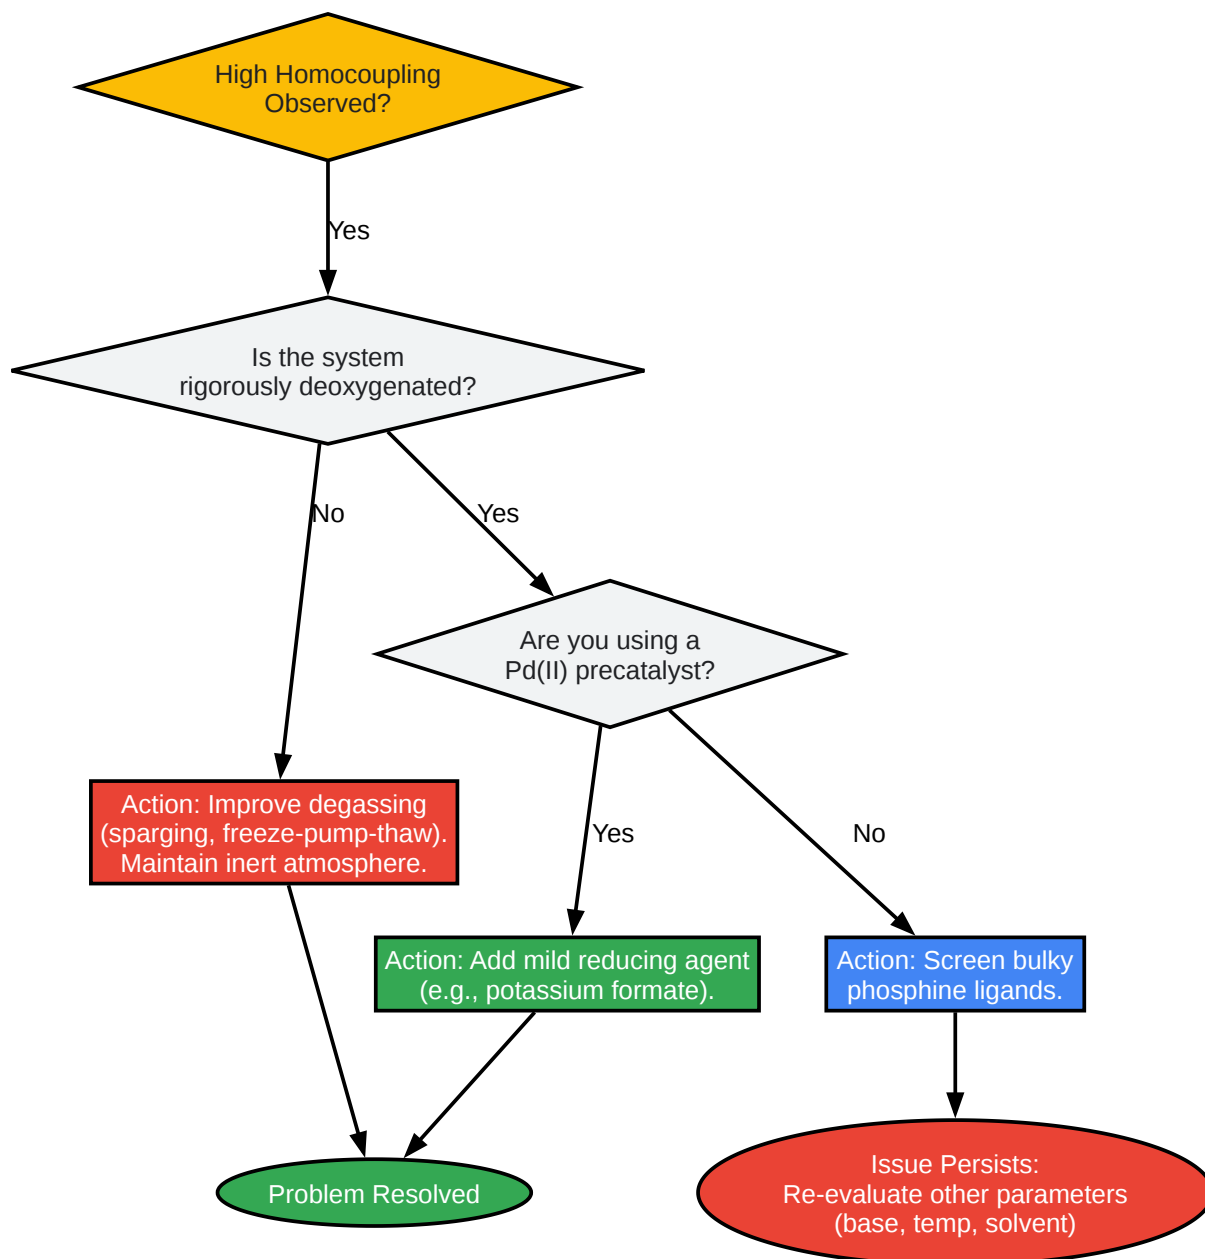 High Homocoupling
Observed?
Yes
Is the system
rigorously deoxygenated?
No
Yes
Are you using a
Pd(II) precatalyst?
Action: Improve degassing
(sparging, freeze-pump-thaw).
Maintain inert atmosphere.
Yes
No
Action: Add mild reducing agent
(e.g., potassium formate).
Action: Screen bulky
phosphine ligands.
Problem Resolved
Issue Persists:
Re-evaluate other parameters
(base, temp, solvent)